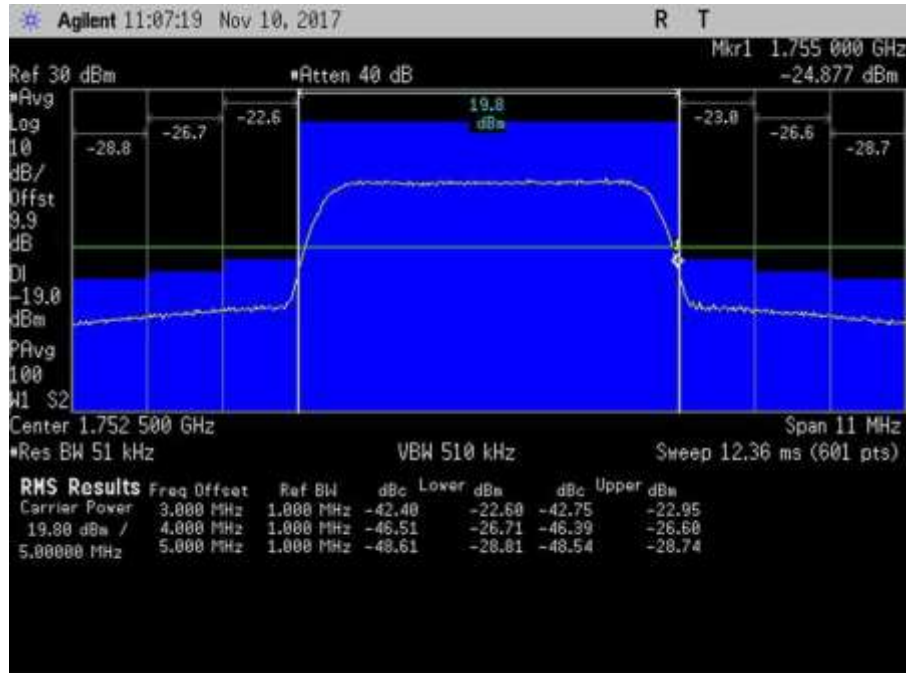 Agilent 11:07:19 Nov 10, 2017 R T
Mkr1 1.755 000 GHz
Ref 30 dBm #Atten 40 dB -24.877 dBm
#Avg
Log
10
dB/
Offst
9.9
dB
DI
-19.0
dBm
PAvg
100
W1 S2
-28.8 -26.7 -22.6 19.8 dBm -23.0 -26.6 -28.7
1
Center 1.752 500 GHz Span 11 MHz
#Res BW 51 kHz VBW 510 kHz Sweep 12.36 ms (601 pts)
RMS Results Freq Offset Ref BW dBc Lower dBm dBc Upper dBm
Carrier Power 3.000 MHz 1.000 MHz -42.40 -22.60 -42.75 -22.95
19.80 dBm / 4.000 MHz 1.000 MHz -46.51 -26.71 -46.39 -26.60
5.00000 MHz 5.000 MHz 1.000 MHz -48.61 -28.81 -48.54 -28.74